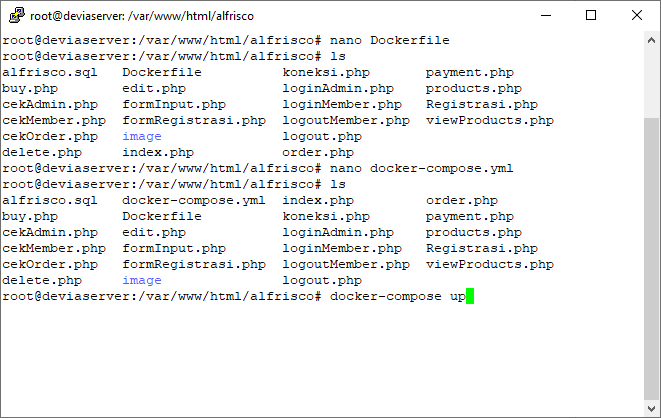 root@deviaserver: /var/www/html/alfrisco
root@deviaserver:/var/www/html/alfrisco# nano Dockerfile
root@deviaserver:/var/www/html/alfrisco# ls
alfrisco.sql   Dockerfile          koneksi.php       payment.php
buy.php        edit.php            loginAdmin.php    products.php
cekAdmin.php   formInput.php       loginMember.php   Registrasi.php
cekMember.php  formRegistrasi.php  logoutMember.php  viewProducts.php
cekOrder.php   image               logout.php
delete.php     index.php           order.php
root@deviaserver:/var/www/html/alfrisco# nano docker-compose.yml
root@deviaserver:/var/www/html/alfrisco# ls
alfrisco.sql   docker-compose.yml  index.php         order.php
buy.php        Dockerfile          koneksi.php       payment.php
cekAdmin.php   edit.php            loginAdmin.php    products.php
cekMember.php  formInput.php       loginMember.php   Registrasi.php
cekOrder.php   formRegistrasi.php  logoutMember.php  viewProducts.php
delete.php     image               logout.php
root@deviaserver:/var/www/html/alfrisco# docker-compose up